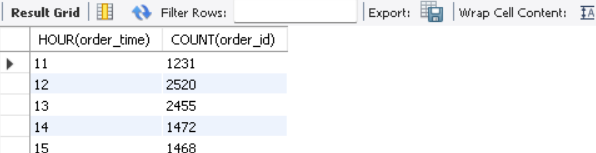 Result Grid Filter Rows: Export: Wrap Cell Content: IA
HOUR(order_time) COUNT(order_id)
11 1231
12 2520
13 2455
14 1472
15 1468